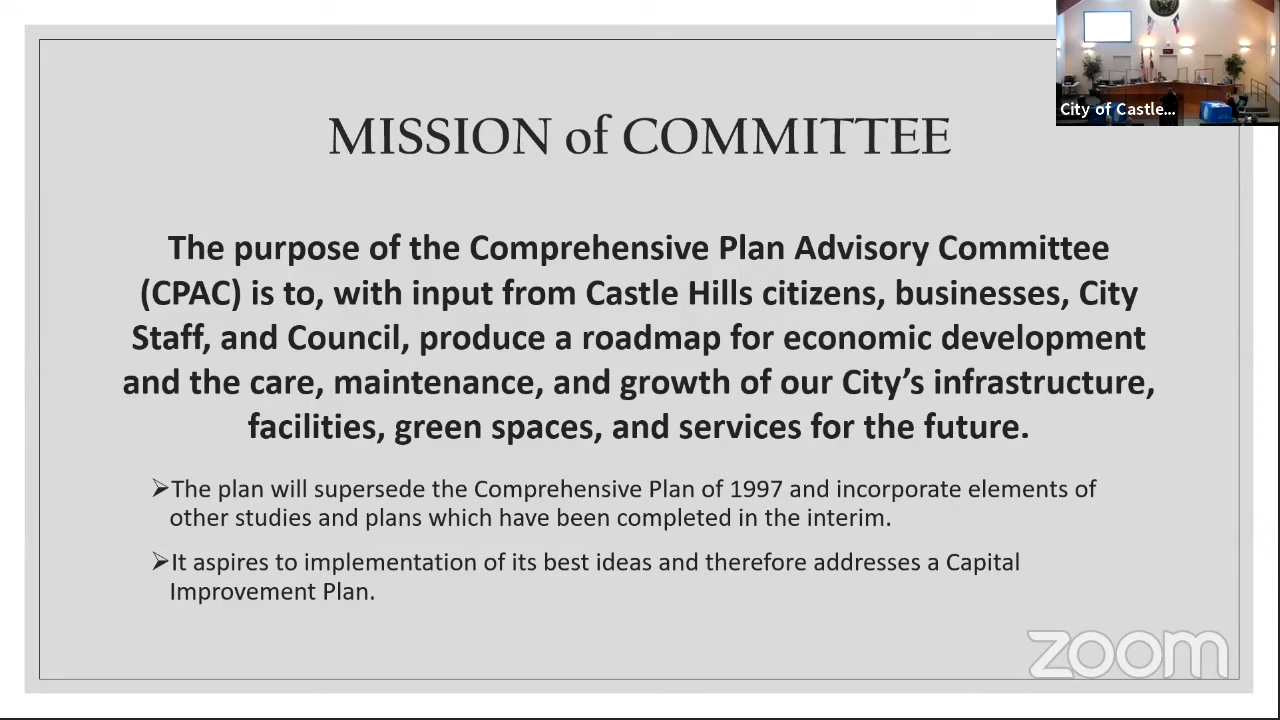 MISSION of COMMITTEE
City of Castle...
The purpose of the Comprehensive Plan Advisory Committee
(CPAC) is to, with input from Castle Hills citizens, businesses, City
Staff, and Council, produce a roadmap for economic development
and the care, maintenance, and growth of our City’s infrastructure,
facilities, green spaces, and services for the future.
➢The plan will supersede the Comprehensive Plan of 1997 and incorporate elements of
other studies and plans which have been completed in the interim.
➢It aspires to implementation of its best ideas and therefore addresses a Capital
Improvement Plan.
zoom